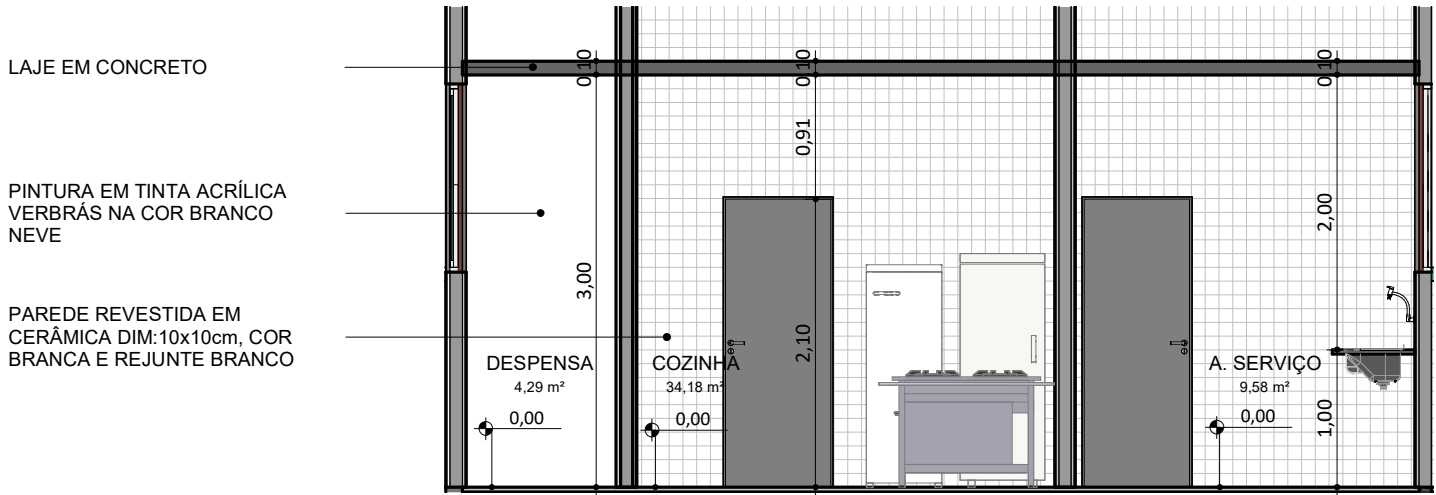 LAJE EM CONCRETO
PINTURA EM TINTA ACRÍLICA
VERBRÁS NA COR BRANCO
NEVE
PAREDE REVESTIDA EM
CERÂMICA DIM:10x10cm, COR
BRANCA E REJUNTE BRANCO
0,10
3,00
DESPENSA
4,29 m²
0,00
0,10
0,91
2,10
COZINHA
34,18 m²
0,00
0,10
2,00
1,00
A. SERVIÇO
9,58 m²
0,00